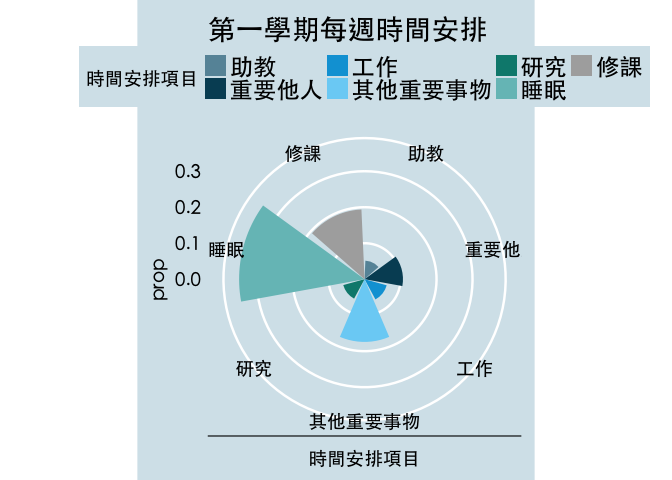 第一學期每週時間安排
時間安排項目
助教 工作 研究 修課
重要他人 其他重要事物 睡眠
修課 助教
0.3
0.2
睡眠 重要他
0.1
0.0
prop
研究 工作
其他重要事物
時間安排項目